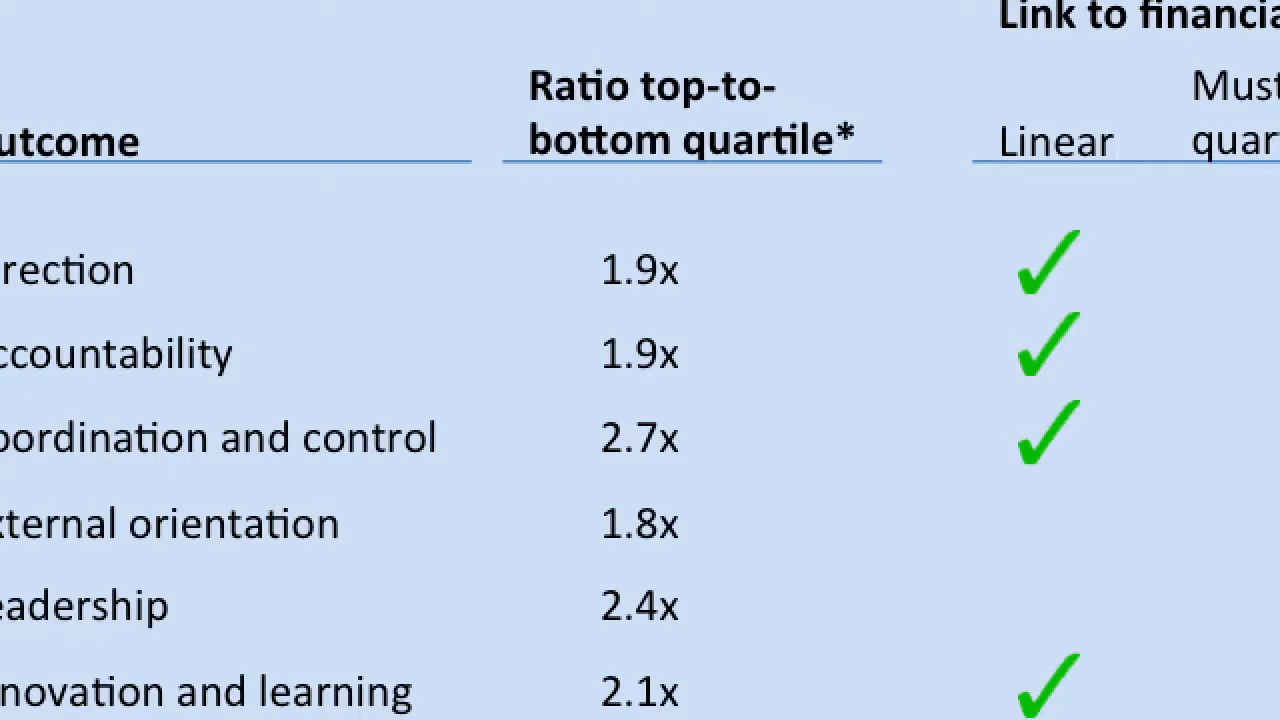 Link to financia
Ratio top-to-
bottom quartile*
utcome
Linear
Must
quar
rection 1.9x ✓
ccountability 1.9x ✓
oordination and control 2.7x ✓
xternal orientation 1.8x
eadership 2.4x
novation and learning 2.1x ✓